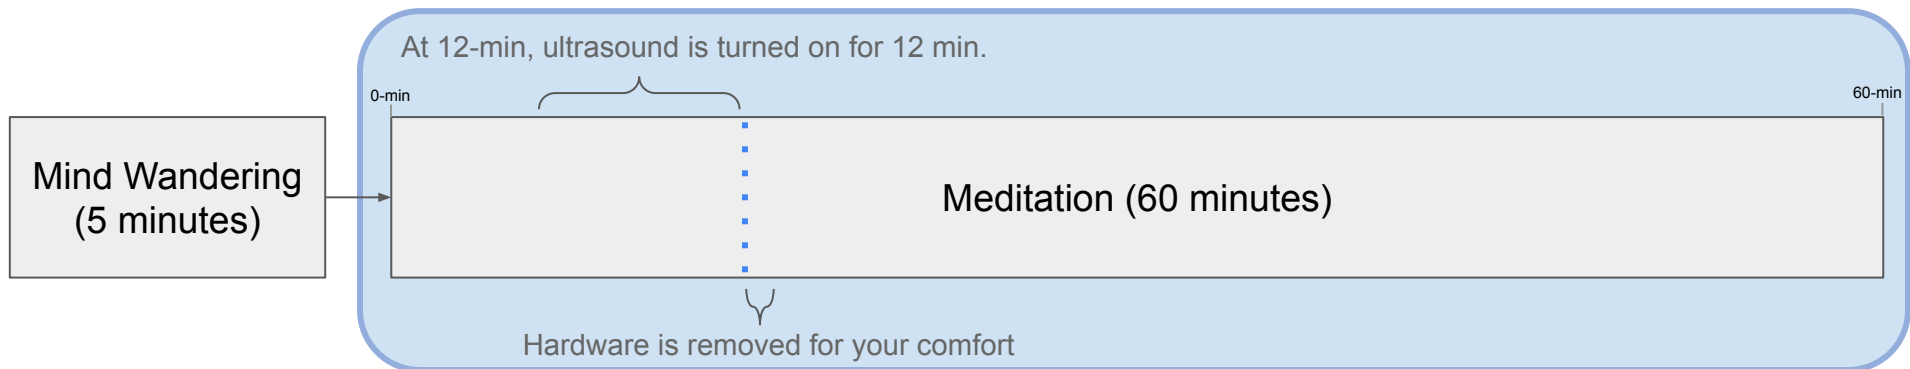 At 12-min, ultrasound is turned on for 12 min.
0-min
60-min
Mind Wandering
(5 minutes)
Meditation (60 minutes)
Hardware is removed for your comfort